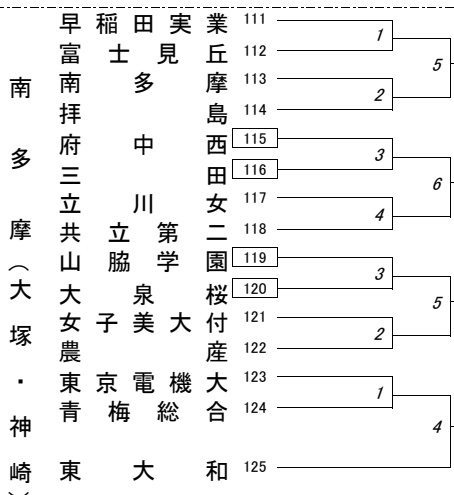 南多摩(大塚・神崎)
早稲田実業 111
富士見丘 112
南多摩 113
拝島 114
府中西 115
三田 116
立川女 117
共立第二 118
山脇学園 119
大泉桜 120
女子美大付 121
農産 122
東京電機大 123
青梅総合 124
東大和 125
1
5
2
3
6
4
3
5
2
1
4